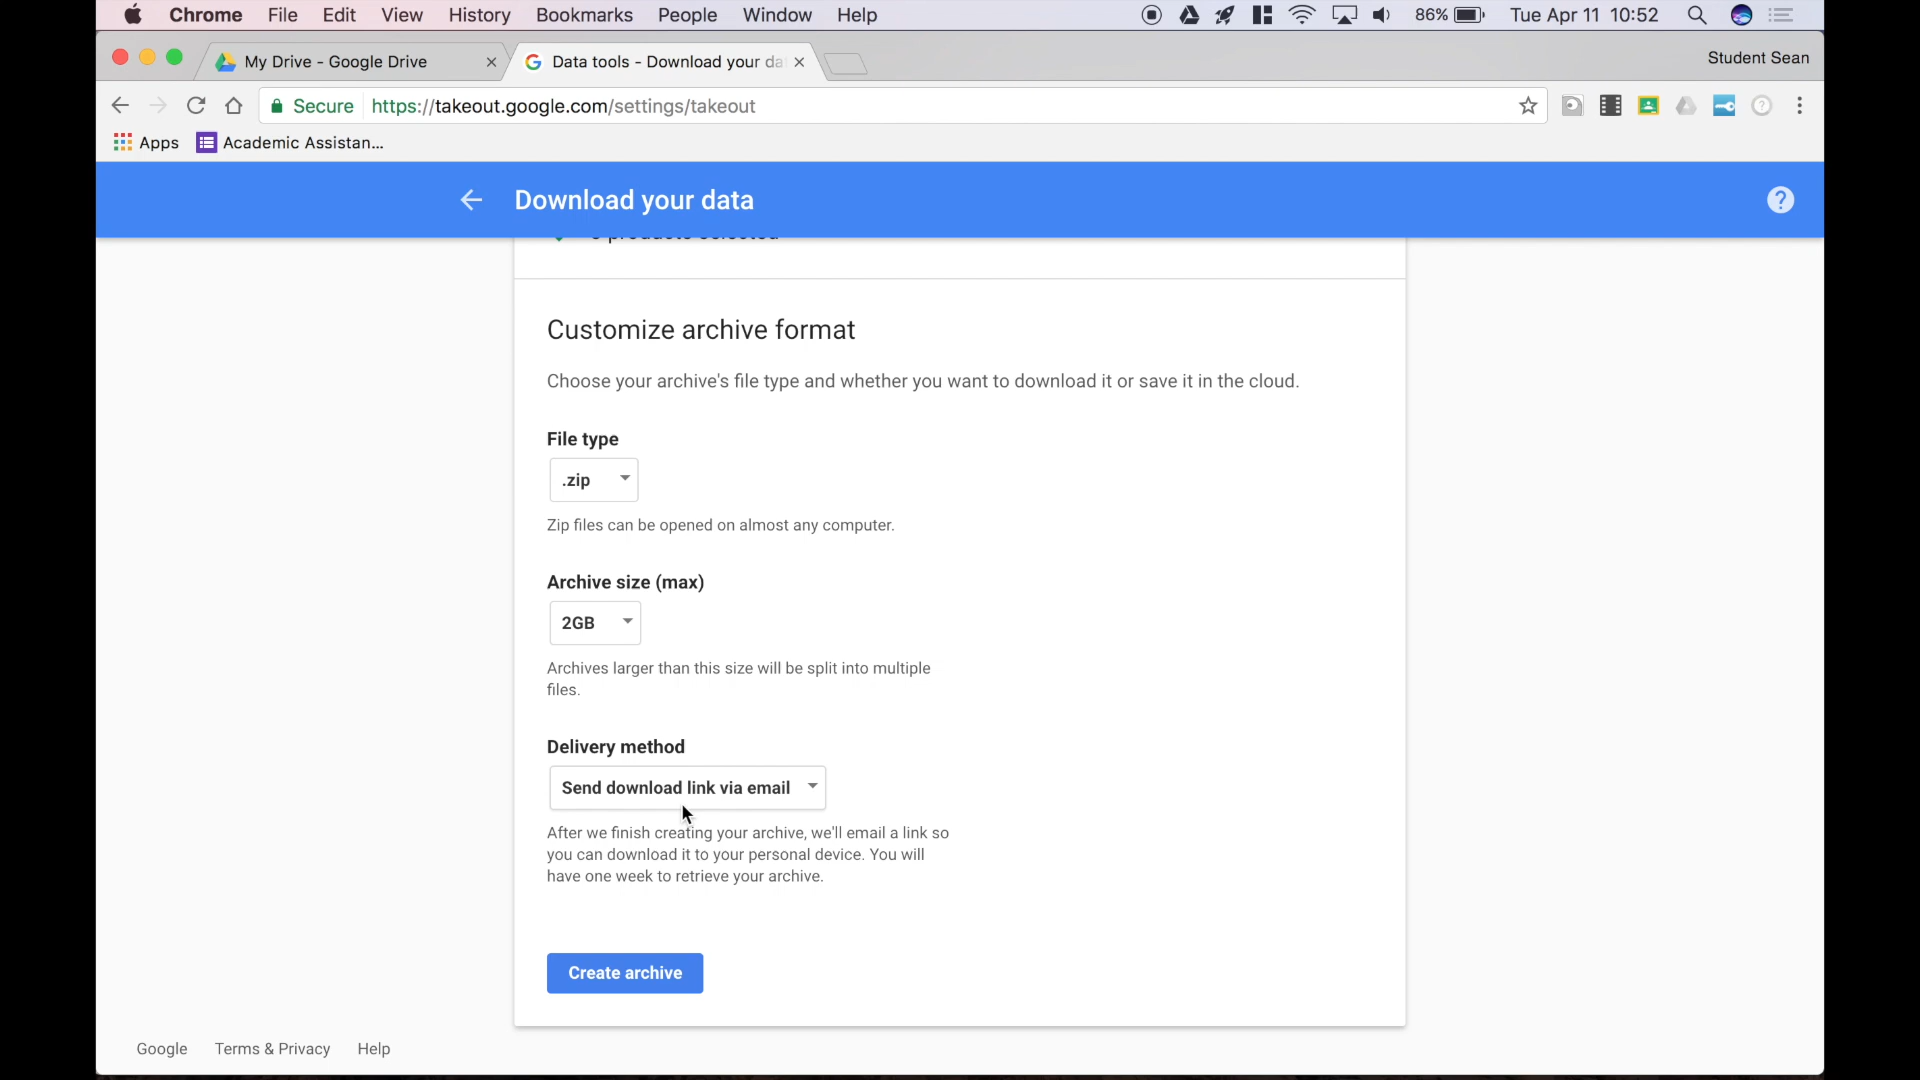 Chrome File Edit View History Bookmarks People Window Help 86% Tue Apr 11 10:52
My Drive - Google Drive Data tools - Download your da Student Sean
Secure https://takeout.google.com/settings/takeout
Apps Academic Assistan...
Download your data ?
products selected
Customize archive format
Choose your archive's file type and whether you want to download it or save it in the cloud.
File type
.zip
Zip files can be opened on almost any computer.
Archive size (max)
2GB
Archives larger than this size will be split into multiple
files.
Delivery method
Send download link via email
After we finish creating your archive, we'll email a link so
you can download it to your personal device. You will
have one week to retrieve your archive.
Create archive
Google Terms & Privacy Help